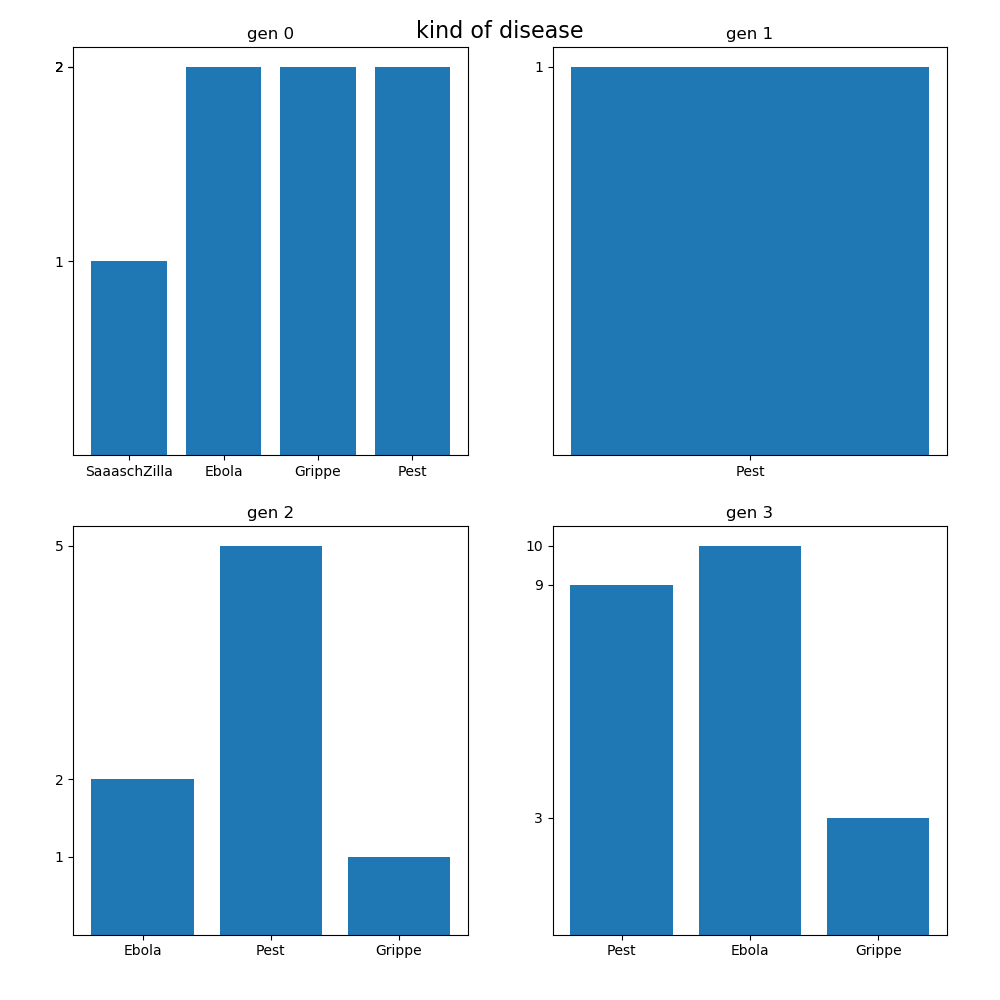 kind of disease
gen 0
2
1
SaaaschZilla Ebola Grippe Pest
gen 1
1
Pest
gen 2
5
2
1
Ebola Pest Grippe
gen 3
10
9
3
Pest Ebola Grippe